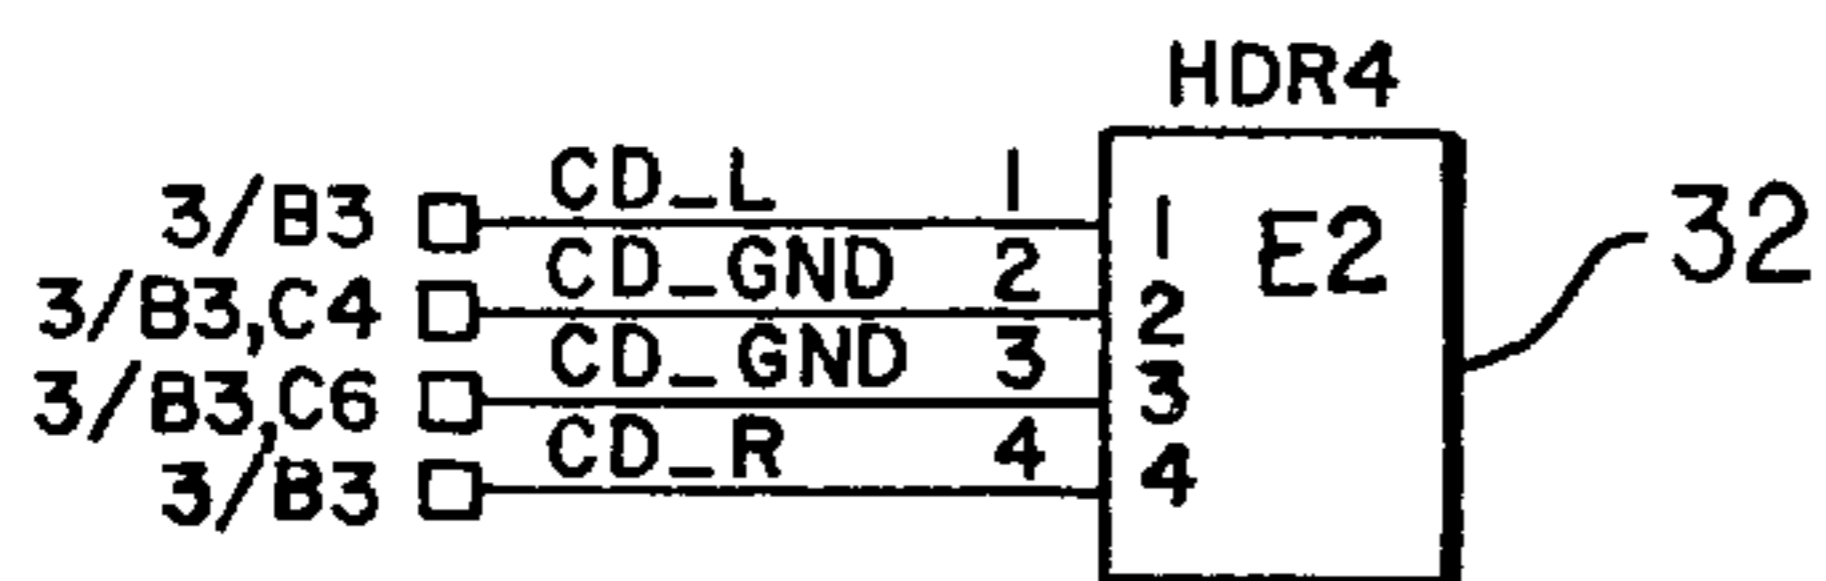 HDR4
3/B3 CD_L 1 1 E2 32
3/B3,C4 CD_GND 2 2
3/B3,C6 CD_GND 3 3
3/B3 CD_R 4 4